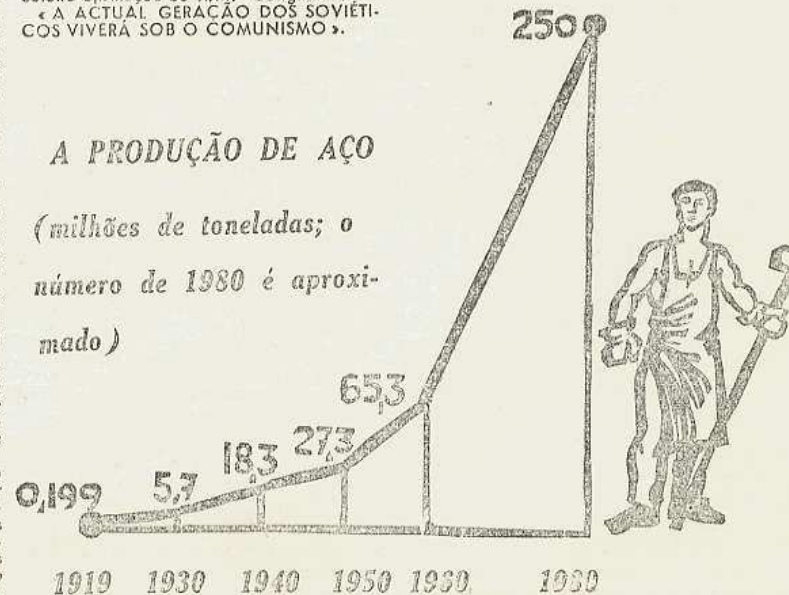 « A ACTUAL GERAÇÃO DOS SOVIÉTI-
COS VIVERÁ SOB O COMUNISMO ».
A PRODUÇÃO DE AÇO
(milhões de toneladas; o
número de 1980 é aproxi-
mado)
250
65,3
27,3
18,3
5,7
0,199
1919 1930 1940 1950 1960 1980